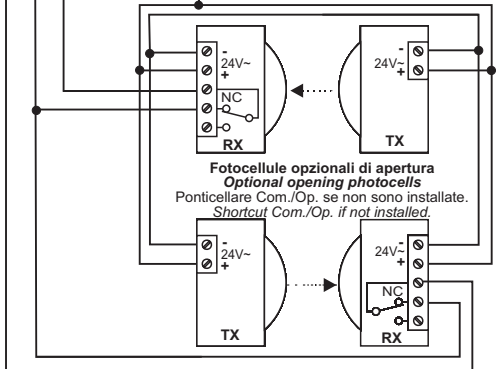 -
24V~
+
NC
RX
-
24V~
+
TX
Fotocellule opzionali di apertura
Optional opening photocells
Ponticellare Com./Op. se non sono installate.
Shortcut Com./Op. if not installed.
-
24V~
+
TX
-
24V~
+
NC
RX